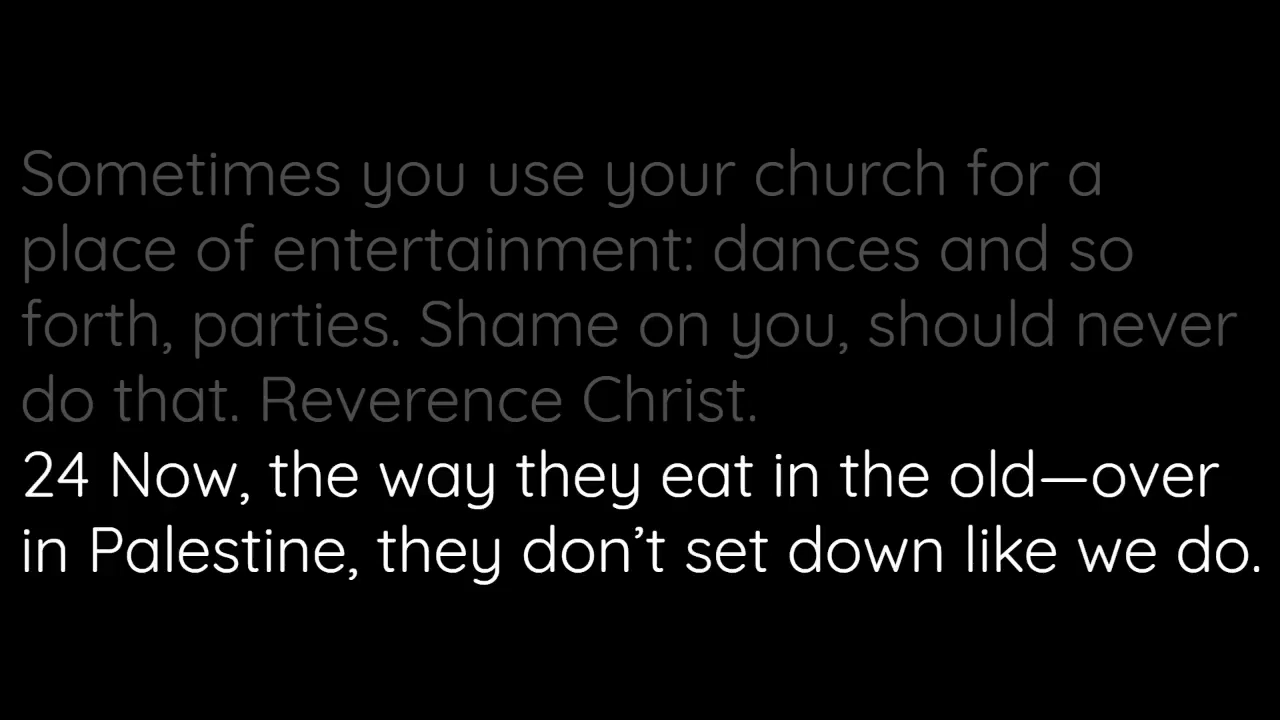 Sometimes you use your church for a
place of entertainment: dances and so
forth, parties. Shame on you, should never
do that. Reverence Christ.
24 Now, the way they eat in the old—over
in Palestine, they don’t set down like we do.